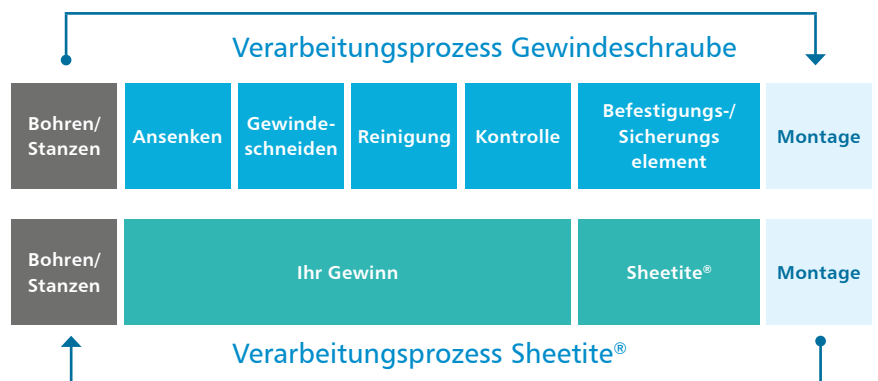 Verarbeitungsprozess Gewindeschraube
Bohren/
Stanzen
Ansenken
Gewinde-
schneiden
Reinigung
Kontrolle
Befestigungs-/
Sicherungs
element
Montage
Bohren/
Stanzen
Ihr Gewinn
Sheetite®
Montage
Verarbeitungsprozess Sheetite®